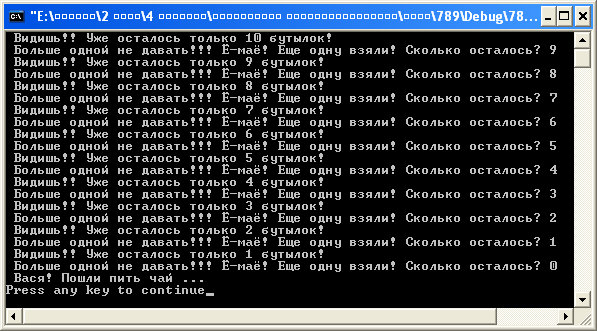 "E:\□□□□□□\2 □□□□\4 □□□□□□□\□□□□□□□□□□ □□□□□□□□□□□□□□□□\□□□□\789\Debug\78...
Видишь!! Уже осталось только 10 бутылок!
Больше одной не давать!!! Ё-маё! Еще одну взяли! Сколько осталось? 9
Видишь!! Уже осталось только 9 бутылок!
Больше одной не давать!!! Ё-маё! Еще одну взяли! Сколько осталось? 8
Видишь!! Уже осталось только 8 бутылок!
Больше одной не давать!!! Ё-маё! Еще одну взяли! Сколько осталось? 7
Видишь!! Уже осталось только 7 бутылок!
Больше одной не давать!!! Ё-маё! Еще одну взяли! Сколько осталось? 6
Видишь!! Уже осталось только 6 бутылок!
Больше одной не давать!!! Ё-маё! Еще одну взяли! Сколько осталось? 5
Видишь!! Уже осталось только 5 бутылок!
Больше одной не давать!!! Ё-маё! Еще одну взяли! Сколько осталось? 4
Видишь!! Уже осталось только 4 бутылок!
Больше одной не давать!!! Ё-маё! Еще одну взяли! Сколько осталось? 3
Видишь!! Уже осталось только 3 бутылок!
Больше одной не давать!!! Ё-маё! Еще одну взяли! Сколько осталось? 2
Видишь!! Уже осталось только 2 бутылок!
Больше одной не давать!!! Ё-маё! Еще одну взяли! Сколько осталось? 1
Видишь!! Уже осталось только 1 бутылок!
Больше одной не давать!!! Ё-маё! Еще одну взяли! Сколько осталось? 0
Вася! Пошли пить чай ...
Press any key to continue_